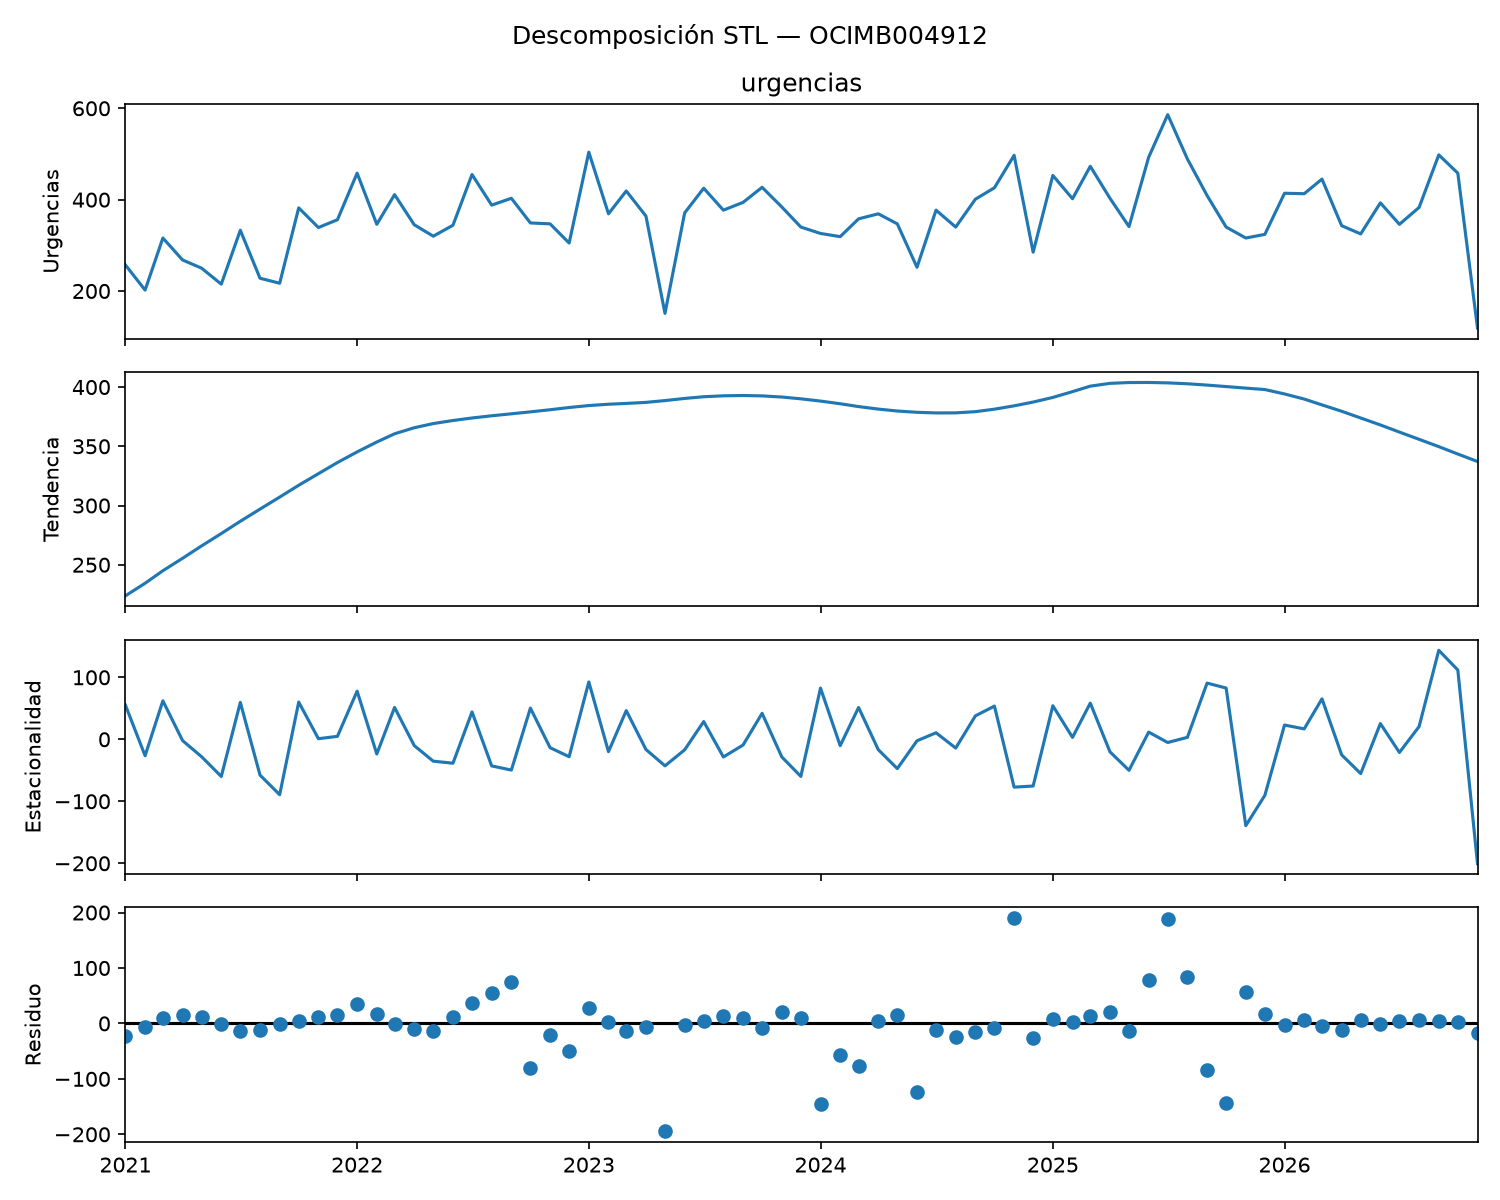 Descomposición STL — OCIMB004912
urgencias
Urgencias
600
400
200
Tendencia
400
350
300
250
Estacionalidad
100
0
−100
−200
Residuo
200
100
0
−100
−200
2021 2022 2023 2024 2025 2026